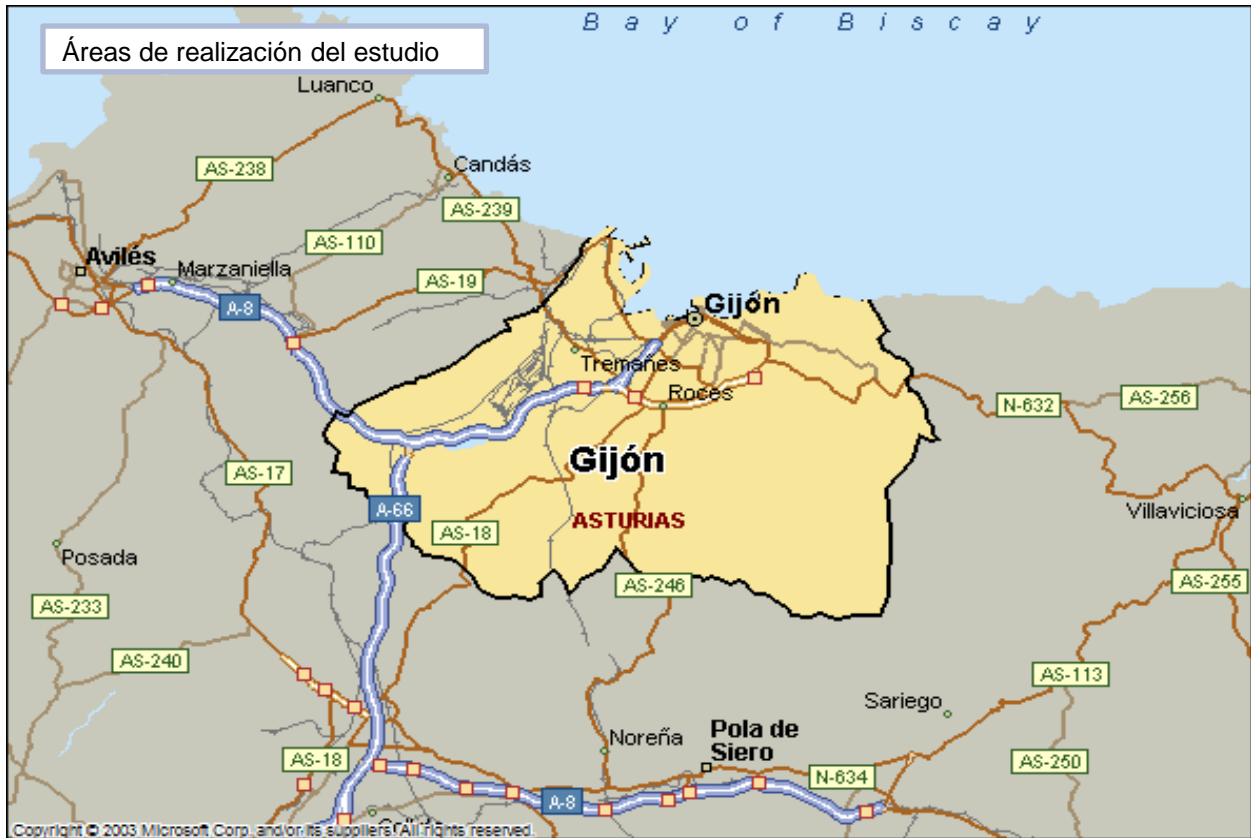 Bay of Biscay
Áreas de realización del estudio
Luanco
AS-238
Candás
AS-239
AS-110
Avilés
Marzaniella
AS-19
A-8
Gijón
Tremañes
Roces
N-632
AS-256
Gijón
AS-17
A-66
ASTURIAS
AS-18
Villaviciosa
Posada
AS-246
AS-255
AS-233
AS-240
AS-113
Sariego
Noreña
Pola de
Siero
AS-18
N-634
AS-250
A-8
Copyright © 2003 Microsoft Corp. and/or its suppliers. All rights reserved.